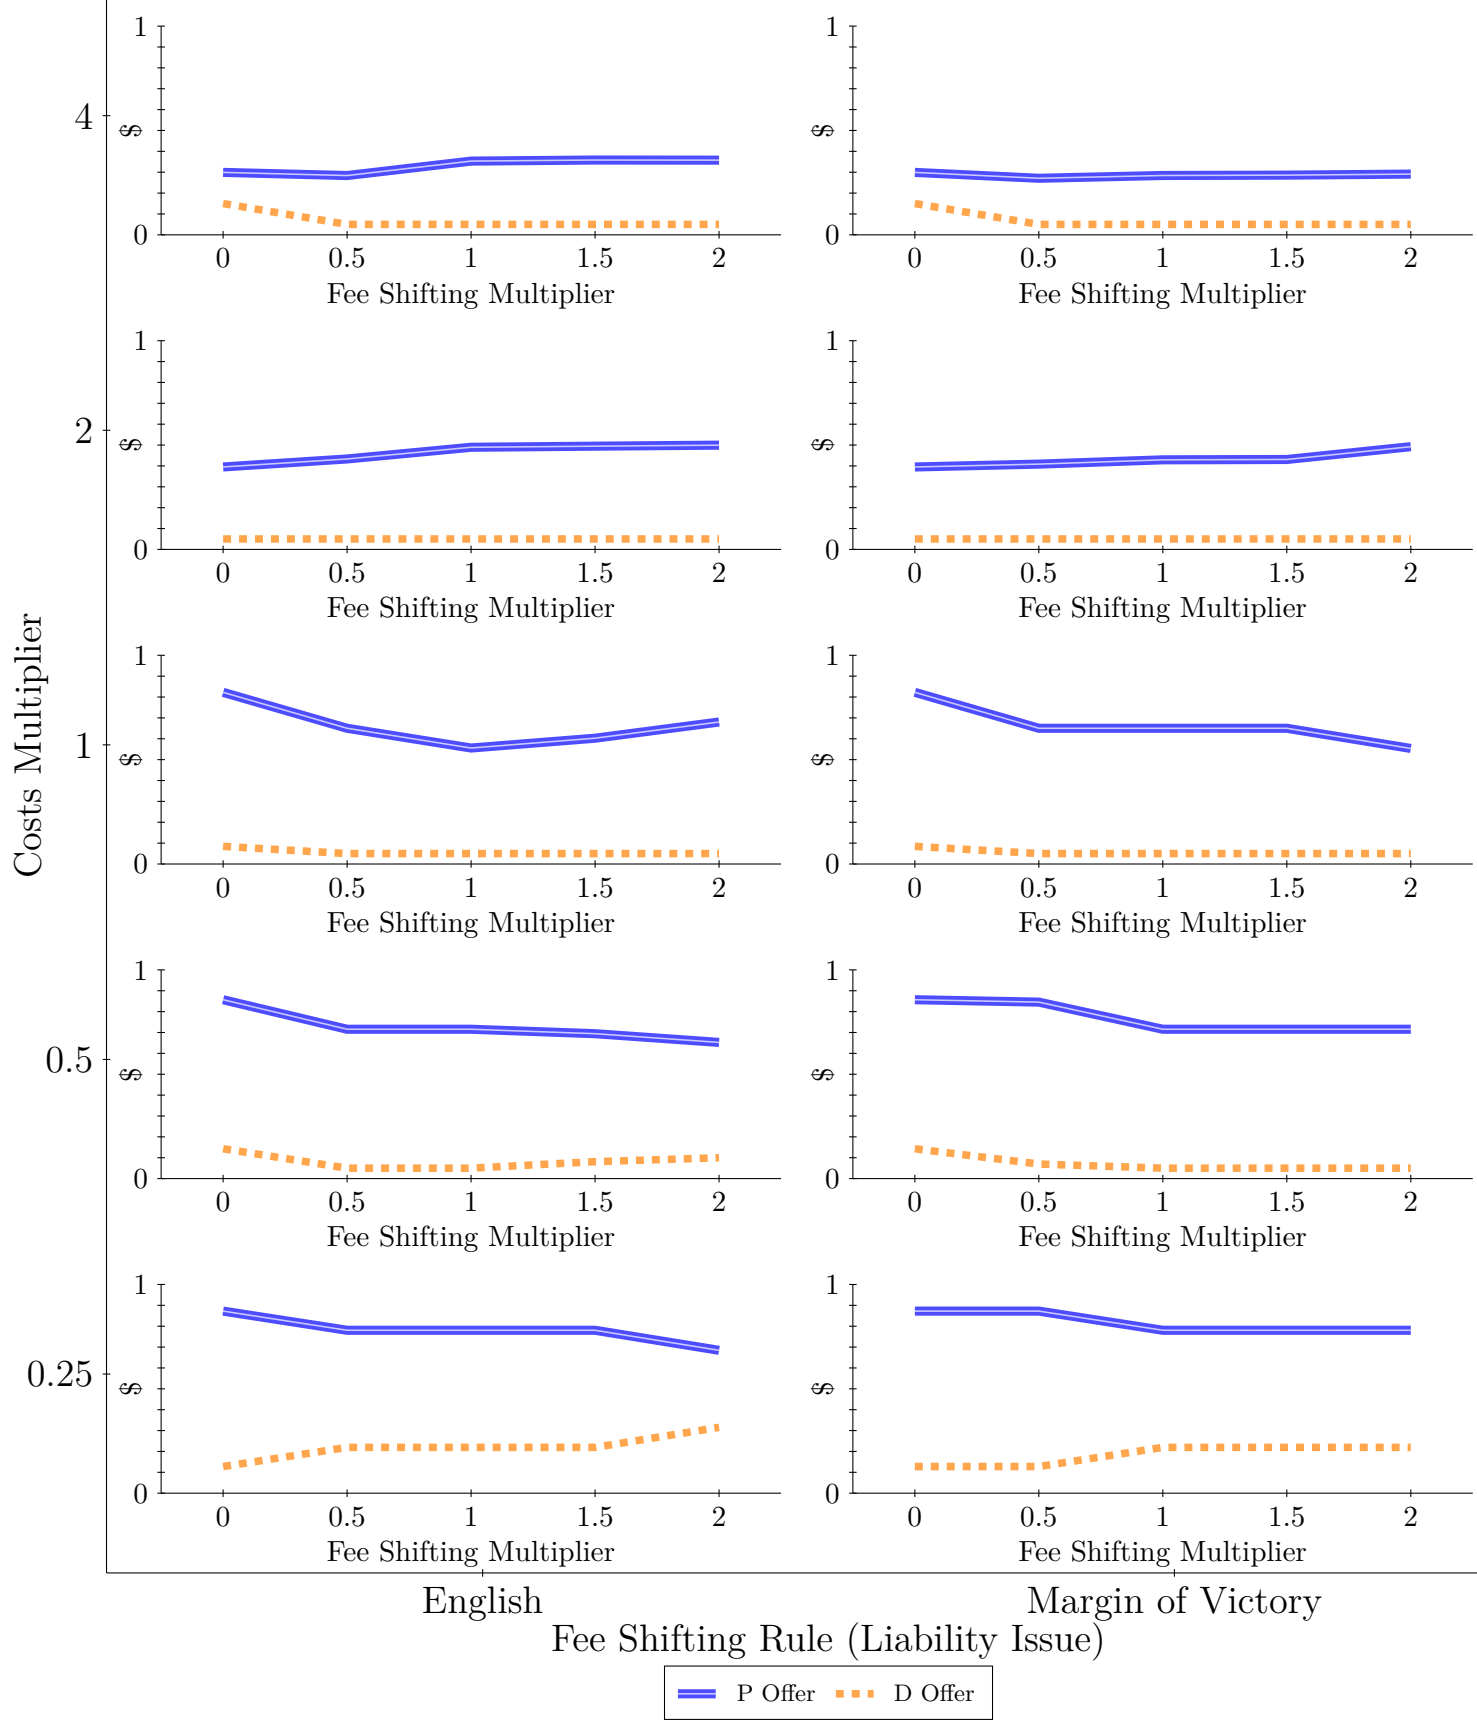 1
1
4
$
$
0
0
0 0.5 1 1.5 2
0 0.5 1 1.5 2
Fee Shifting Multiplier
Fee Shifting Multiplier
1
1
2
$
$
0
0
0 0.5 1 1.5 2
0 0.5 1 1.5 2
Fee Shifting Multiplier
Fee Shifting Multiplier
Costs Multiplier
1
1
1
$
$
0
0
0 0.5 1 1.5 2
0 0.5 1 1.5 2
Fee Shifting Multiplier
Fee Shifting Multiplier
1
1
0.5
$
$
0
0
0 0.5 1 1.5 2
0 0.5 1 1.5 2
Fee Shifting Multiplier
Fee Shifting Multiplier
1
1
0.25
$
$
0
0
0 0.5 1 1.5 2
0 0.5 1 1.5 2
Fee Shifting Multiplier
Fee Shifting Multiplier
English
Margin of Victory
Fee Shifting Rule (Liability Issue)
P Offer
D Offer